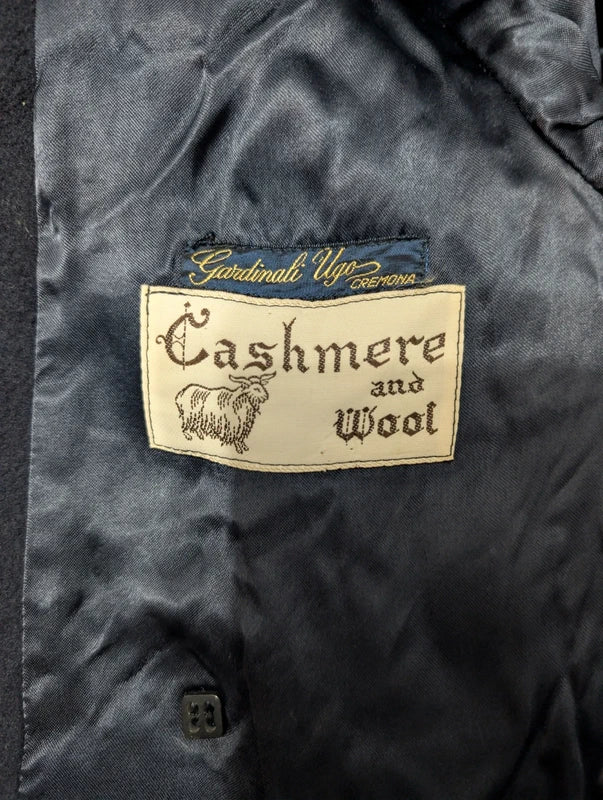 Gardinali Ugo
CREMONA
Cashmere
and
Wool